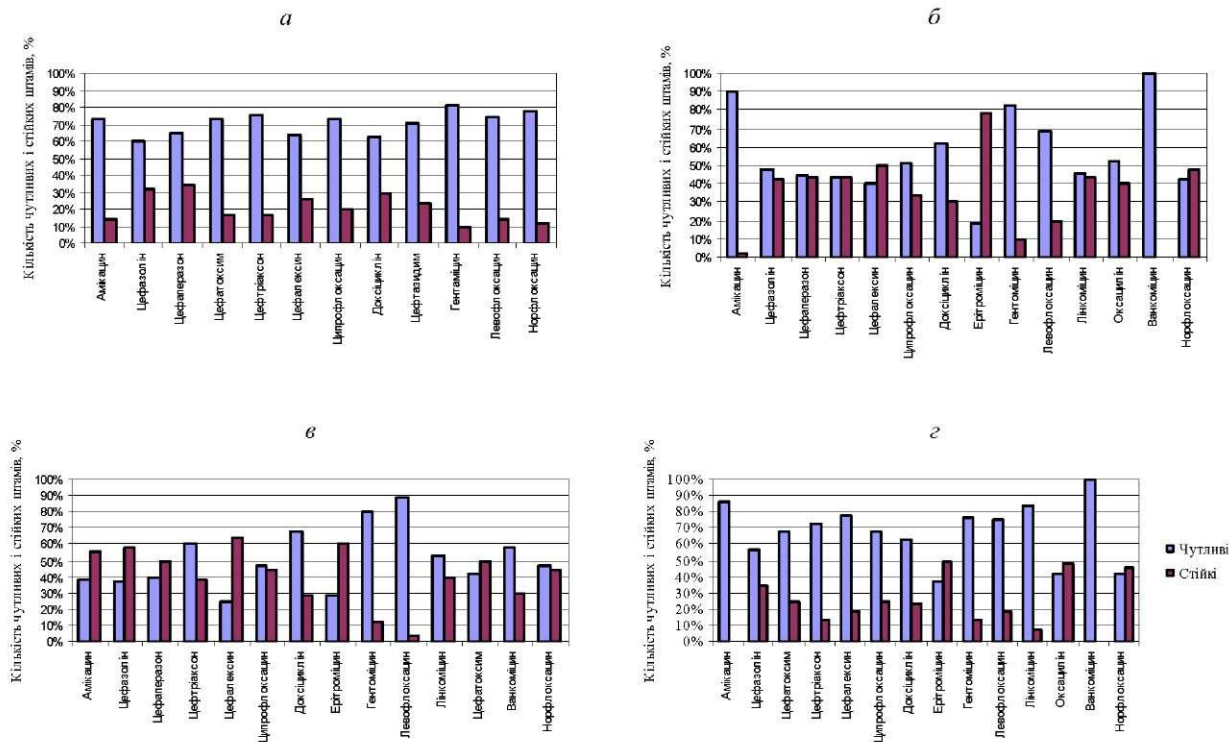 а
Кількість чутливих і стійких штамів, %
100%
90%
80%
70%
60%
50%
40%
30%
20%
10%
0%
Амікацин
Цефазолін
Цефаперазон
Цефатоксим
Цефтріаксон
Цефалексин
Ципрофлоксацин
Доксіциклін
Цефтазидим
Гентаміцин
Левофлоксацин
Норфлоксацин
б
Кількість чутливих і стійких штамів, %
100%
90%
80%
70%
60%
50%
40%
30%
20%
10%
0%
Амікацин
Цефазолін
Цефаперазон
Цефтріаксон
Цефалексин
Ципрофлоксацин
Доксіциклін
Ерітроміцин
Гентоміцин
Левофлоксацин
Лінкоміцин
Оксацилін
Ванкоміцин
Норфлоксацин
в
Кількість чутливих і стійких штамів, %
100%
90%
80%
70%
60%
50%
40%
30%
20%
10%
0%
Амікацин
Цефазолін
Цефаперазон
Цефтріаксон
Цефалексин
Ципрофлоксацин
Доксіциклін
Ерітроміцин
Гентоміцин
Левофлоксацин
Лінкоміцин
Цефатоксим
Ванкоміцин
Норфлоксацин
г
Кількість чутливих і стійких штамів, %
100%
90%
80%
70%
60%
50%
40%
30%
20%
10%
0%
Амікацин
Цефазолін
Цефатоксим
Цефтріаксон
Цефалексин
Ципрофлоксацин
Доксіциклін
Ерітроміцин
Гентоміцин
Левофлоксацин
Лінкоміцин
Оксацилін
Ванкоміцин
Норфлоксацин
Чутливі
Стійкі